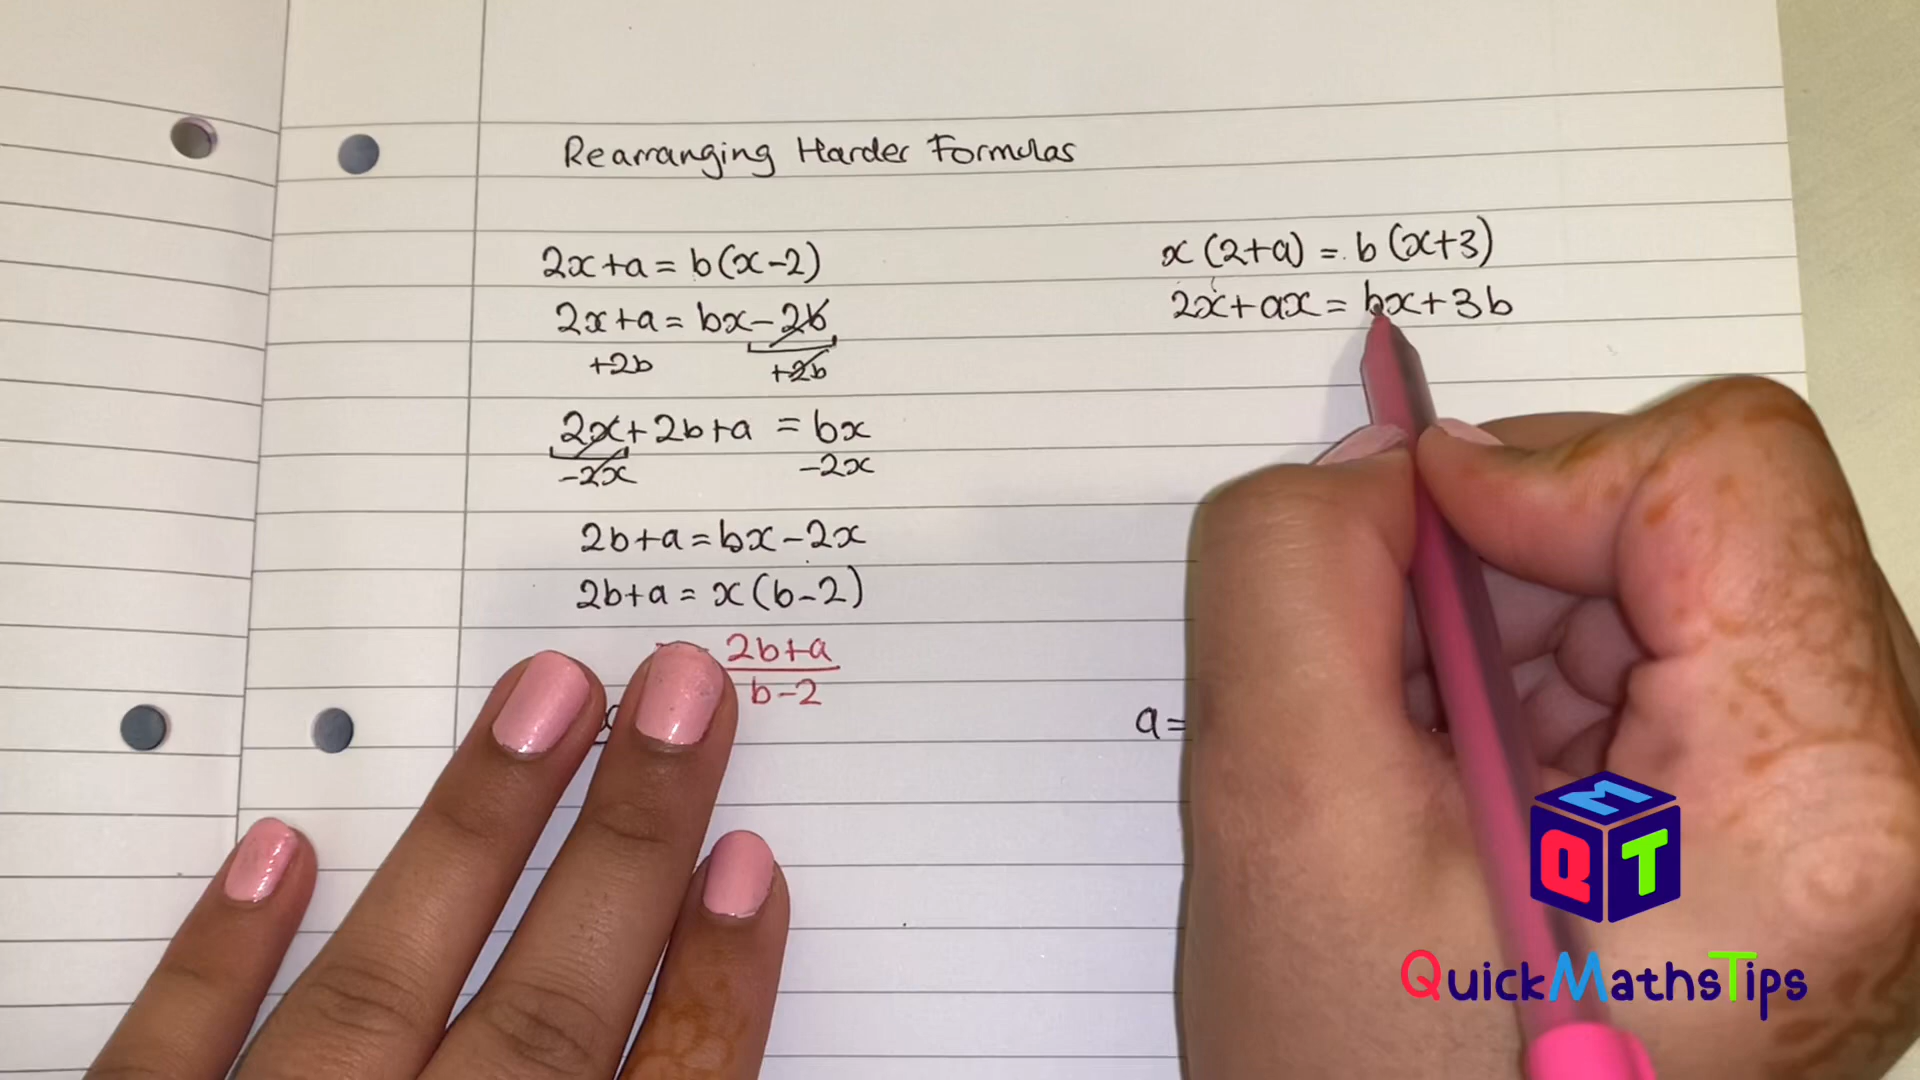 Rearranging Harder Formulas
2x+a = b(x-2)
2x+a = bx-2b
+2b +2b
2x+2b+a = bx
-2x -2x
2b+a = bx-2x
2b+a = x(b-2)
2b+a
b-2
x(2+a) = b(x+3)
2x+ax = bx+3b
a=
QMT
QuickMathsTips